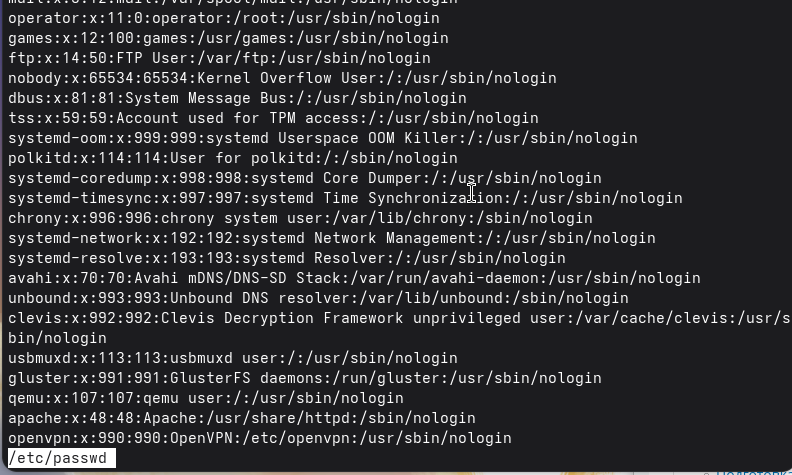 mail:x:8:12:mail:/var/spool/mail:/usr/sbin/nologin
operator:x:11:0:operator:/root:/usr/sbin/nologin
games:x:12:100:games:/usr/games:/usr/sbin/nologin
ftp:x:14:50:FTP User:/var/ftp:/usr/sbin/nologin
nobody:x:65534:65534:Kernel Overflow User:/:/usr/sbin/nologin
dbus:x:81:81:System Message Bus:/:/usr/sbin/nologin
tss:x:59:59:Account used for TPM access:/:/usr/sbin/nologin
systemd-oom:x:999:999:systemd Userspace OOM Killer:/:/usr/sbin/nologin
polkitd:x:114:114:User for polkitd:/:/sbin/nologin
systemd-coredump:x:998:998:systemd Core Dumper:/:/usr/sbin/nologin
systemd-timesync:x:997:997:systemd Time Synchronization:/:/usr/sbin/nologin
chrony:x:996:996:chrony system user:/var/lib/chrony:/sbin/nologin
systemd-network:x:192:192:systemd Network Management:/:/usr/sbin/nologin
systemd-resolve:x:193:193:systemd Resolver:/:/usr/sbin/nologin
avahi:x:70:70:Avahi mDNS/DNS-SD Stack:/var/run/avahi-daemon:/usr/sbin/nologin
unbound:x:993:993:Unbound DNS resolver:/var/lib/unbound:/sbin/nologin
clevis:x:992:992:Clevis Decryption Framework unprivileged user:/var/cache/clevis:/usr/s
bin/nologin
usbmuxd:x:113:113:usbmuxd user:/:/usr/sbin/nologin
gluster:x:991:991:GlusterFS daemons:/run/gluster:/usr/sbin/nologin
qemu:x:107:107:qemu user:/:/usr/sbin/nologin
apache:x:48:48:Apache:/usr/share/httpd:/sbin/nologin
openvpn:x:990:990:OpenVPN:/etc/openvpn:/usr/sbin/nologin
/etc/passwd